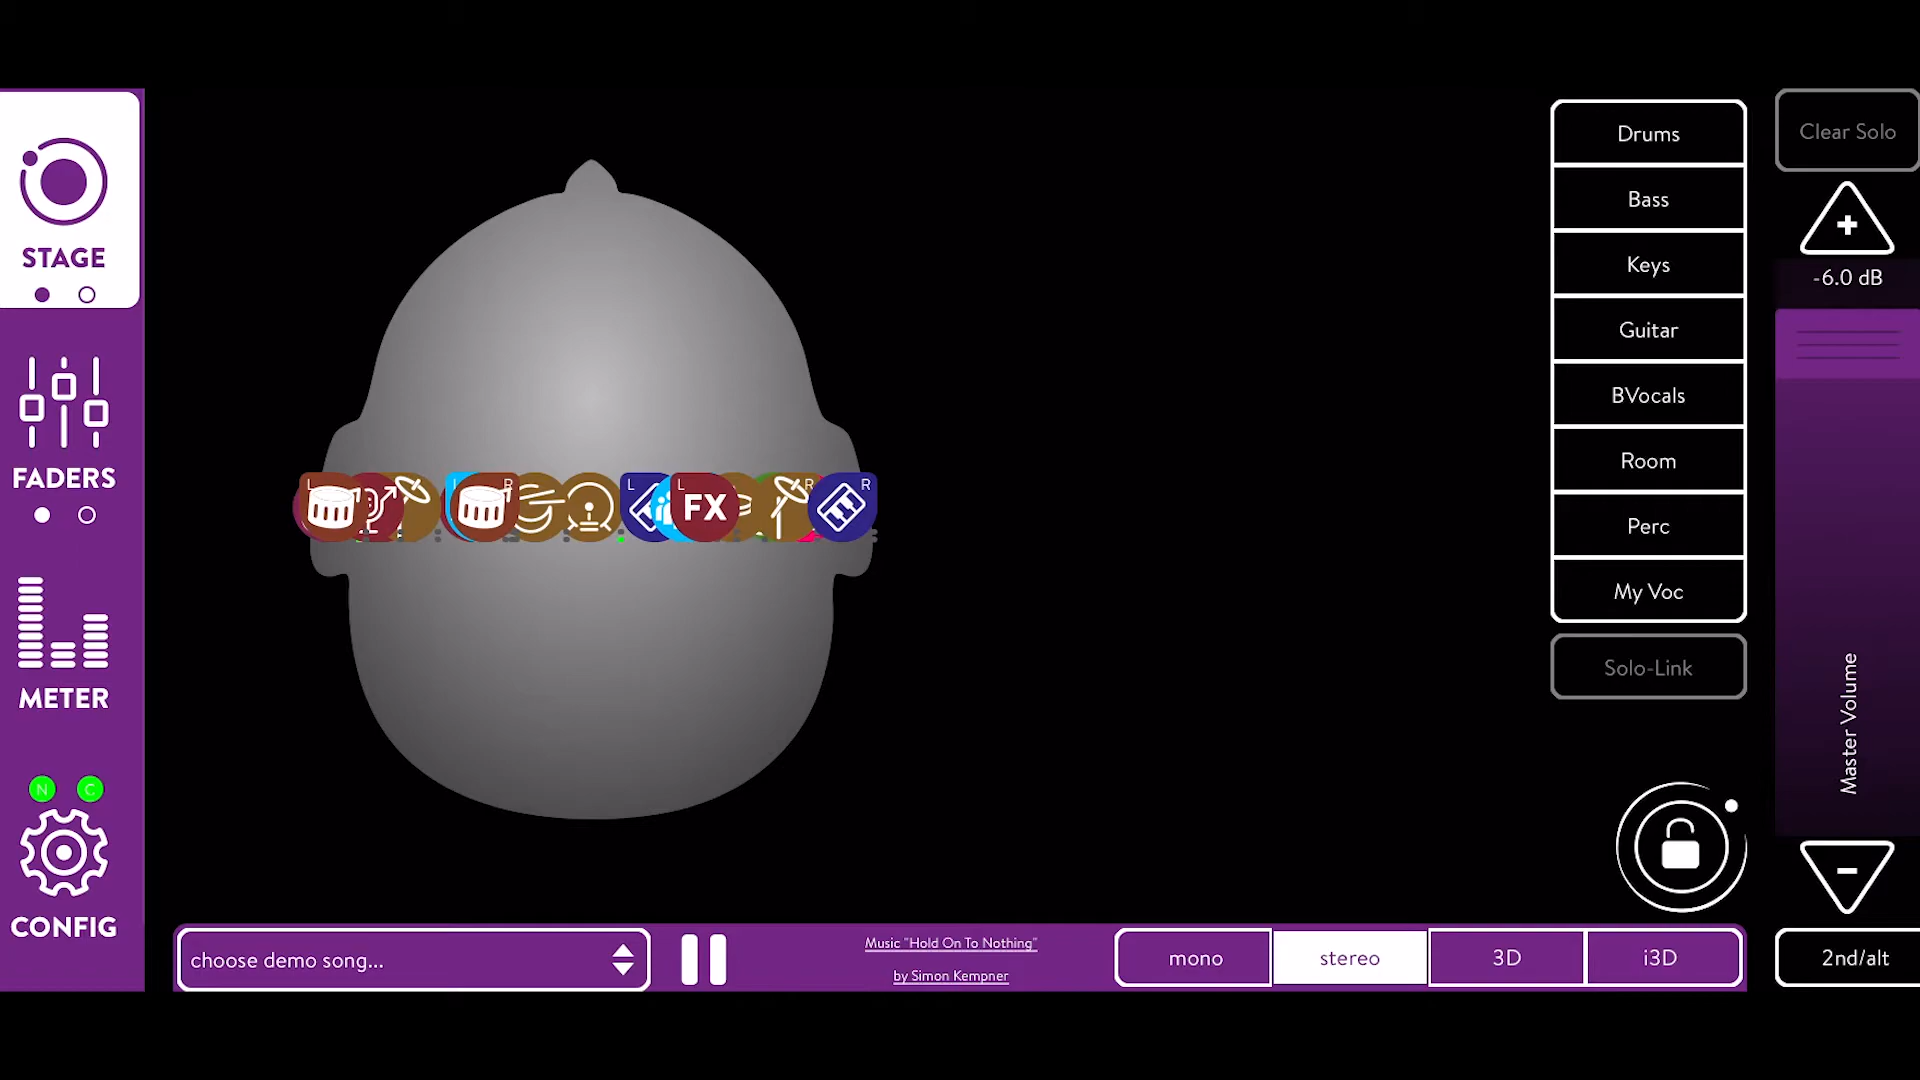 STAGE
FADERS
METER
N C
CONFIG
L L R L L R R
FX
Drums
Bass
Keys
Guitar
BVocals
Room
Perc
My Voc
Solo-Link
Clear Solo
+
-6.0 dB
Master Volume
-
choose demo song...
Music "Hold On To Nothing"
by Simon Kempner
mono
stereo
3D
i3D
2nd/alt